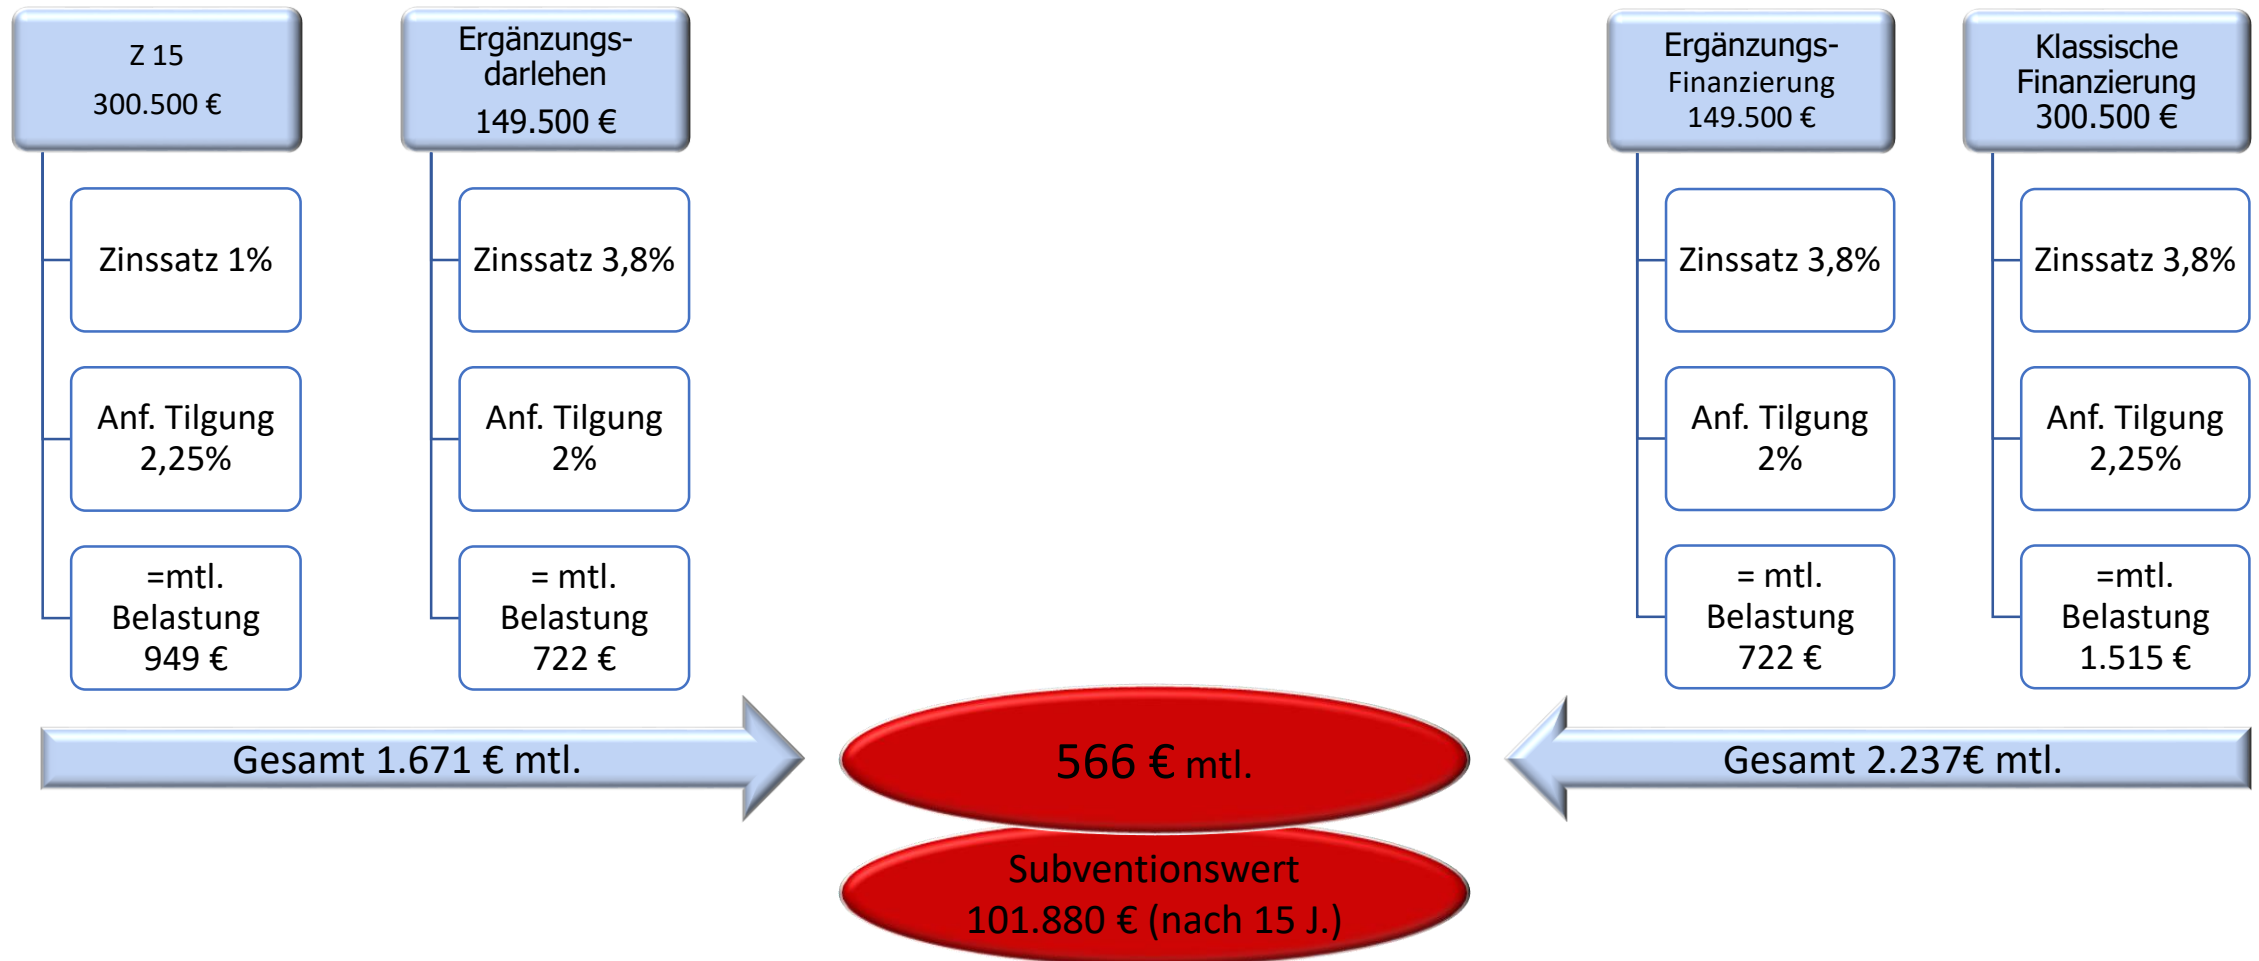 Z 15
300.500 €
Zinssatz 1%
Anf. Tilgung
2,25%
=mtl.
Belastung
949 €
Ergänzungs-
darlehen
149.500 €
Zinssatz 3,8%
Anf. Tilgung
2%
= mtl.
Belastung
722 €
Gesamt 1.671 € mtl.
566 € mtl.
Subventionswert
101.880 € (nach 15 J.)
Ergänzungs-
Finanzierung
149.500 €
Zinssatz 3,8%
Anf. Tilgung
2%
= mtl.
Belastung
722 €
Klassische
Finanzierung
300.500 €
Zinssatz 3,8%
Anf. Tilgung
2,25%
=mtl.
Belastung
1.515 €
Gesamt 2.237€ mtl.